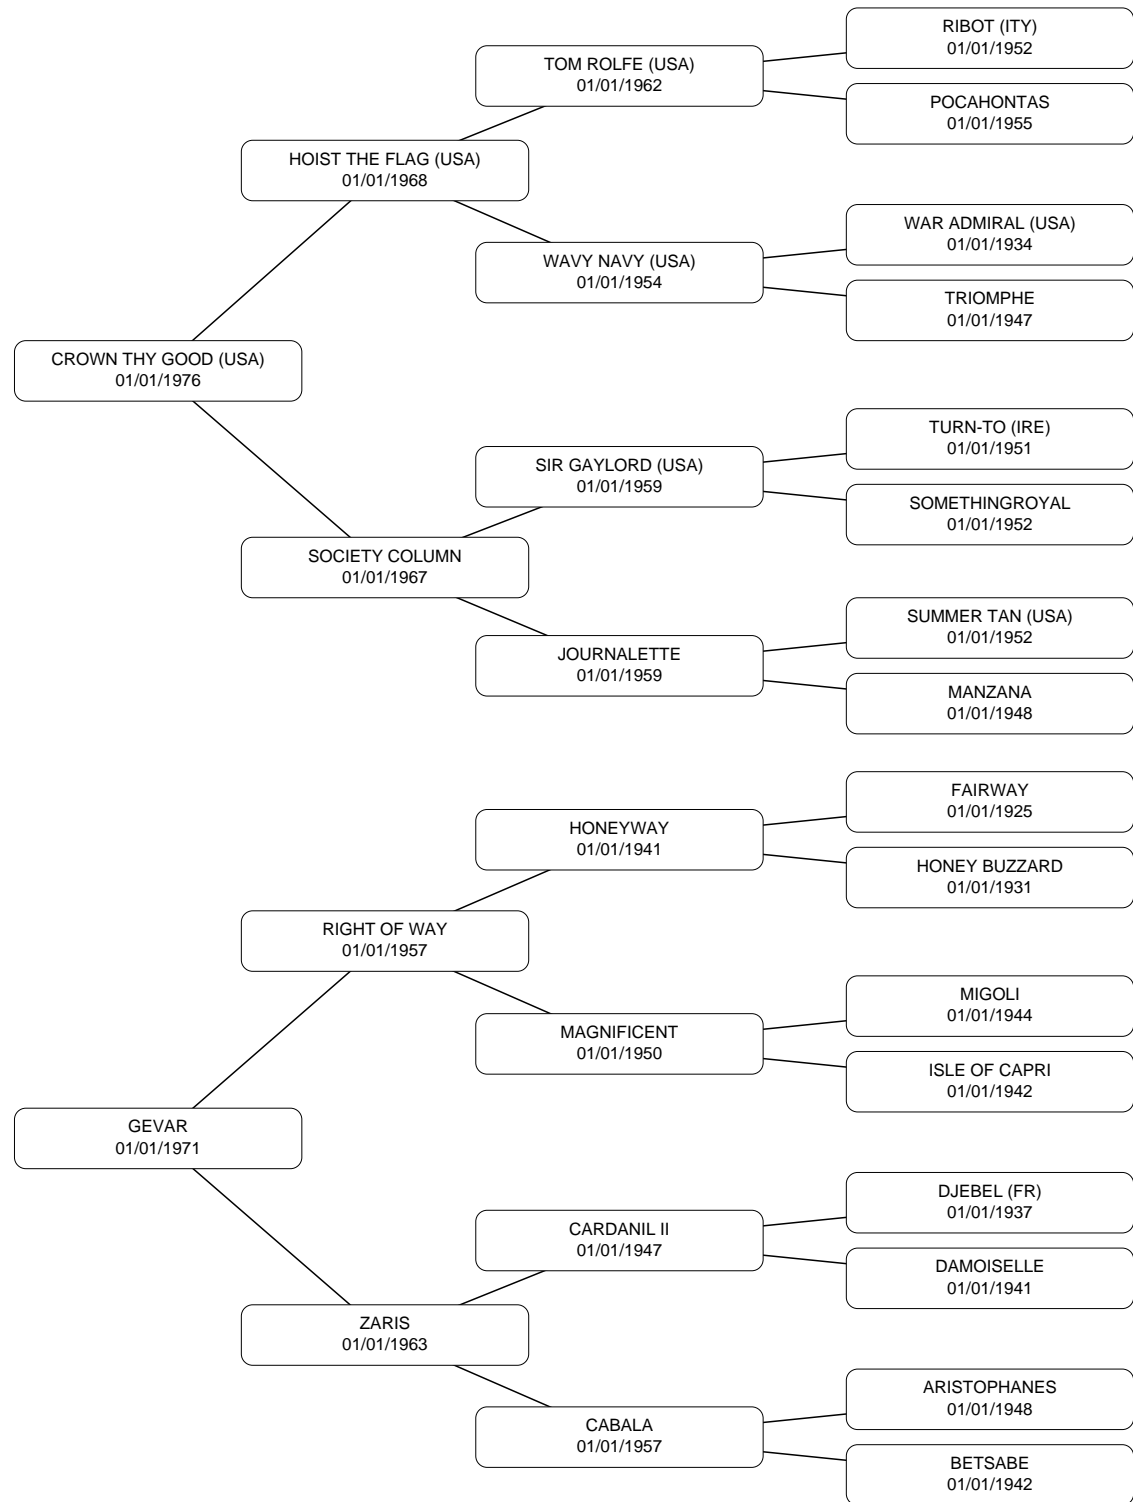 RIBOT (ITY)
01/01/1952
TOM ROLFE (USA)
01/01/1962
POCAHONTAS
01/01/1955
HOIST THE FLAG (USA)
01/01/1968
WAR ADMIRAL (USA)
01/01/1934
WAVY NAVY (USA)
01/01/1954
TRIOMPHE
01/01/1947
CROWN THY GOOD (USA)
01/01/1976
TURN-TO (IRE)
01/01/1951
SIR GAYLORD (USA)
01/01/1959
SOMETHINGROYAL
01/01/1952
SOCIETY COLUMN
01/01/1967
SUMMER TAN (USA)
01/01/1952
JOURNALETTE
01/01/1959
MANZANA
01/01/1948
FAIRWAY
01/01/1925
HONEYWAY
01/01/1941
HONEY BUZZARD
01/01/1931
RIGHT OF WAY
01/01/1957
MIGOLI
01/01/1944
MAGNIFICENT
01/01/1950
ISLE OF CAPRI
01/01/1942
GEVAR
01/01/1971
DJEBEL (FR)
01/01/1937
CARDANIL II
01/01/1947
DAMOISELLE
01/01/1941
ZARIS
01/01/1963
ARISTOPHANES
01/01/1948
CABALA
01/01/1957
BETSABE
01/01/1942